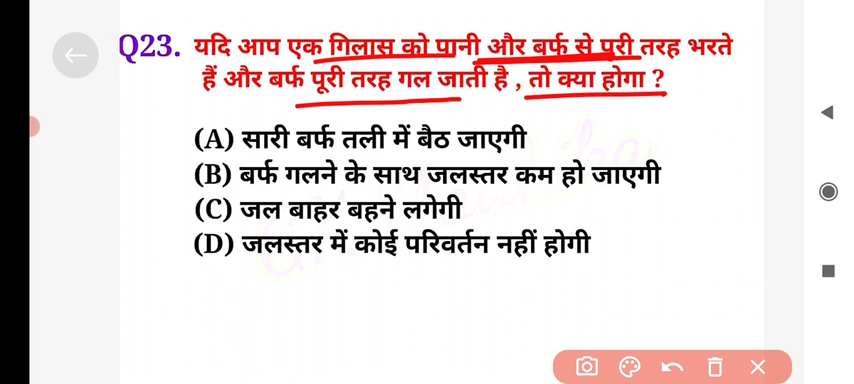 Q23. यदि आप एक गिलास को पानी और बर्फ से पूरी तरह भरते
हैं और बर्फ पूरी तरह गल जाती है , तो क्या होगा ?
(A) सारी बर्फ तली में बैठ जाएगी
(B) बर्फ गलने के साथ जलस्तर कम हो जाएगी
(C) जल बाहर बहने लगेगी
(D) जलस्तर में कोई परिवर्तन नहीं होगी